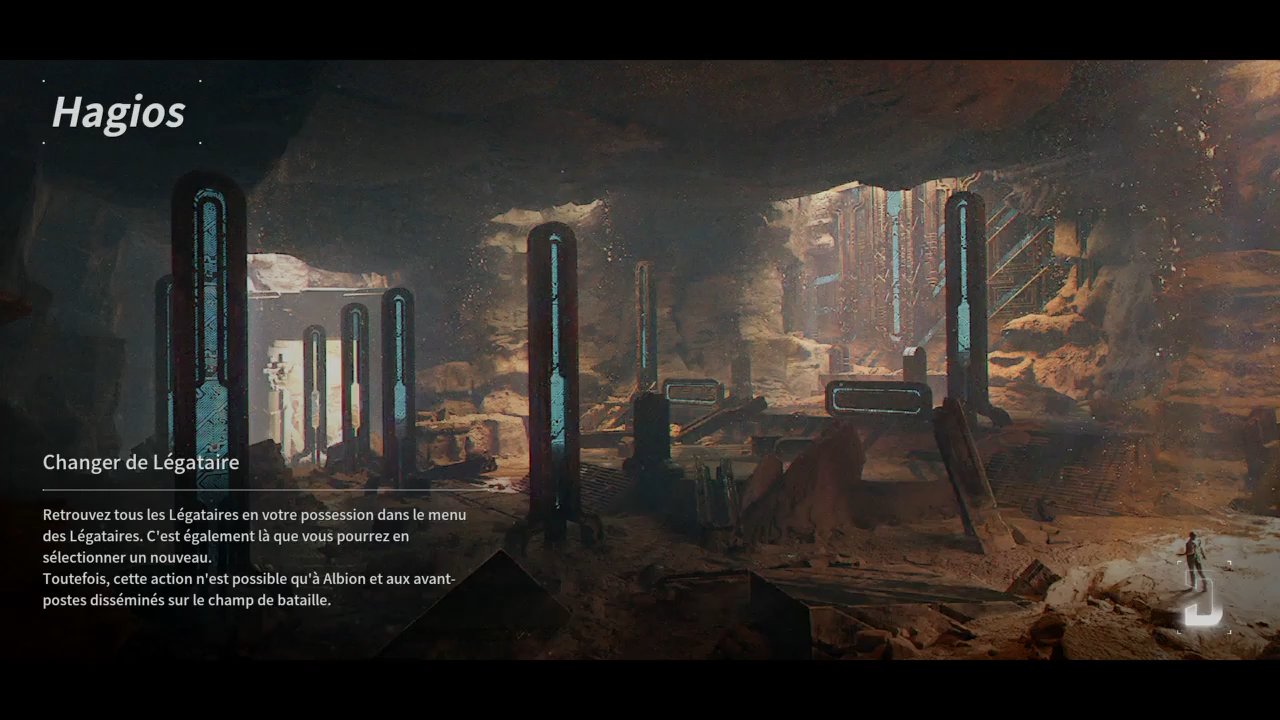 Hagios
Changer de Légataire
Retrouvez tous les Légataires en votre possession dans le menu
des Légataires. C'est également là que vous pourrez en
sélectionner un nouveau.
Toutefois, cette action n'est possible qu'à Albion et aux avant-
postes disséminés sur le champ de bataille.